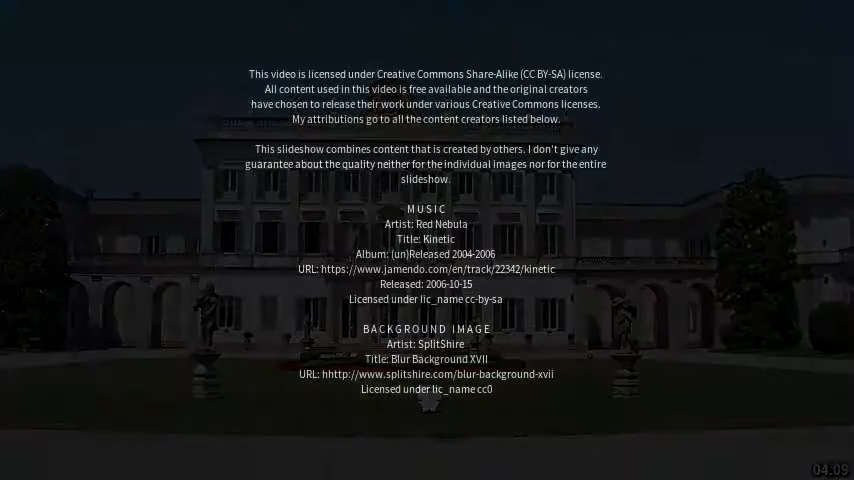 This video is licensed under Creative Commons Share-Alike (CC BY-SA) license.
All content used in this video is free available and the original creators
have chosen to release their work under various Creative Commons licenses.
My attributions go to all the content creators listed below.
This slideshow combines content that is created by others. I don't give any
guarantee about the quality neither for the individual images nor for the entire
slideshow.
MUSIC
Artist: Red Nebula
Title: Kinetic
Album: (un)Released 2004-2006
URL: https://www.jamendo.com/en/track/22342/kinetic
Released: 2006-10-15
Licensed under lic_name cc-by-sa
BACKGROUND IMAGE
Artist: SplitShire
Title: Blur Background XVII
URL: hhttp://www.splitshire.com/blur-background-xvii
Licensed under lic_name cc0
04.09